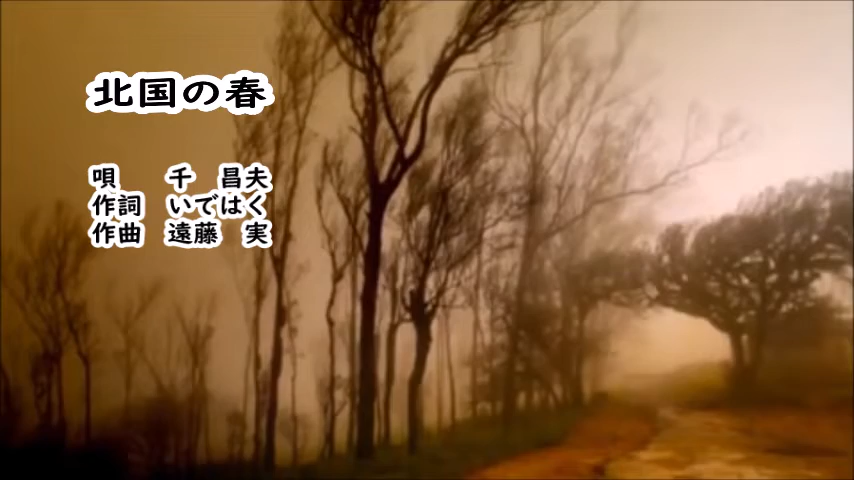 北国の春
唄　　千　昌夫
作詞　いではく
作曲　遠藤　実